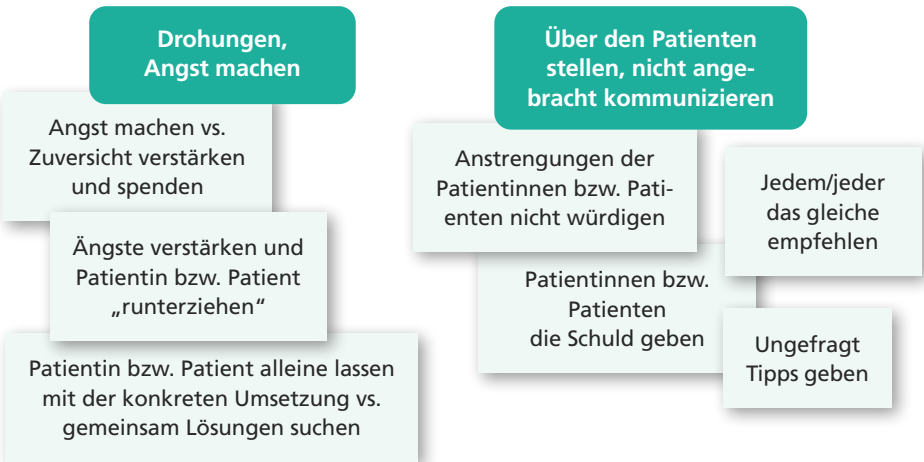 Drohungen,
Angst machen
Angst machen vs.
Zuversicht verstärken
und spenden
Ängste verstärken und
Patientin bzw. Patient
„runterziehen“
Patientin bzw. Patient alleine lassen
mit der konkreten Umsetzung vs.
gemeinsam Lösungen suchen
Über den Patienten
stellen, nicht ange-
bracht kommunizieren
Anstrengungen der
Patientinnen bzw. Pati-
enten nicht würdigen
Jedem/jeder
das gleiche
empfehlen
Patientinnen bzw.
Patienten
die Schuld geben
Ungefragt
Tipps geben